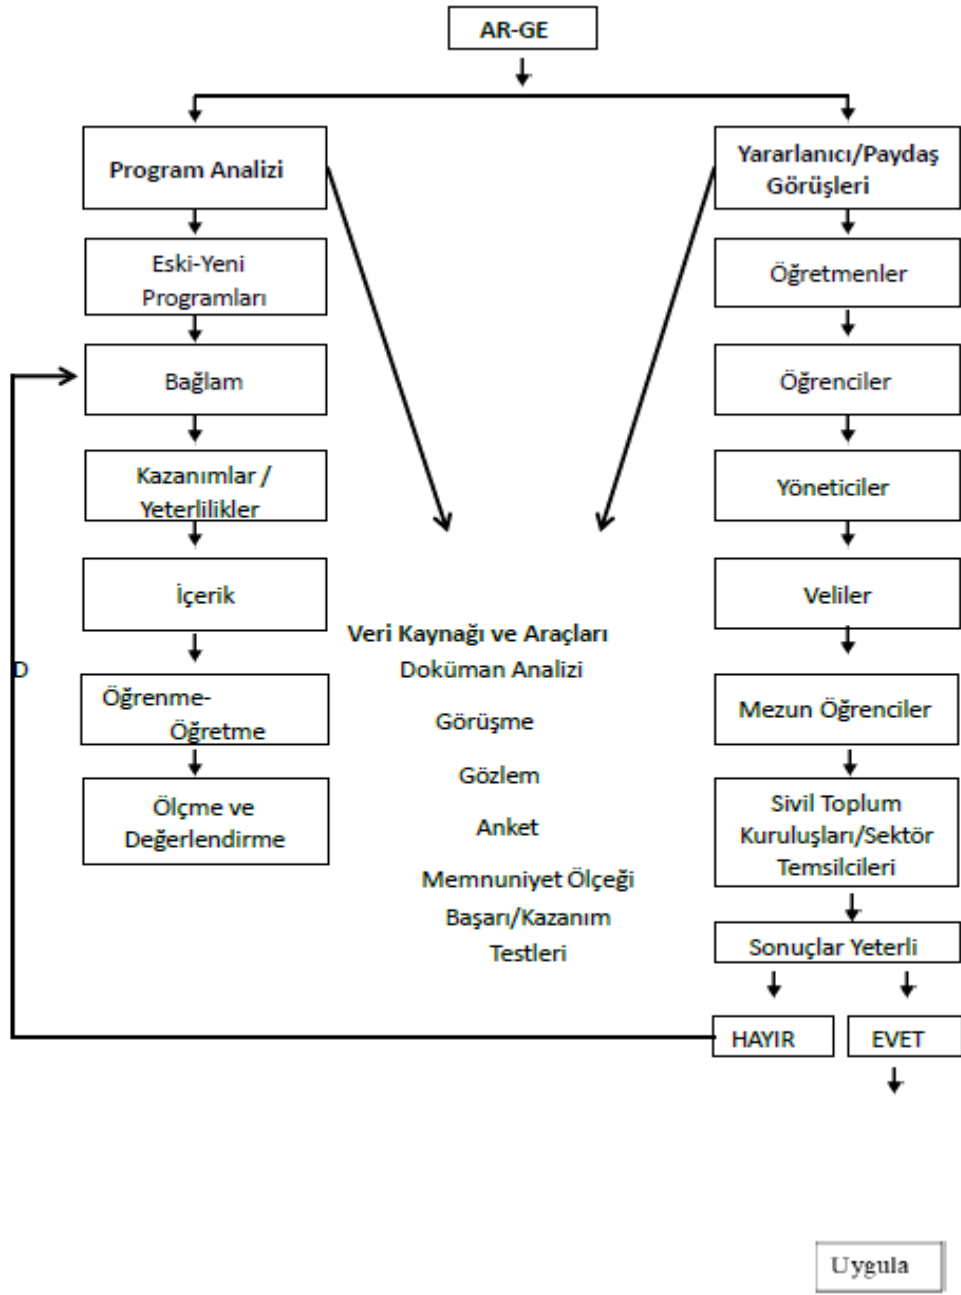 AR-GE
Program Analizi
Yararlanıcı/Paydaş
Görüşleri
Eski-Yeni
Programları
Öğretmenler
Bağlam
Öğrenciler
Kazanımlar /
Yeterlilikler
Yöneticiler
İçerik
Veliler
Veri Kaynağı ve Araçları
Doküman Analizi
Görüşme
Gözlem
Anket
Memnuniyet Ölçeği
Başarı/Kazanım
Testleri
D
Öğrenme-
Öğretme
Mezun Öğrenciler
Ölçme ve
Değerlendirme
Sivil Toplum
Kuruluşları/Sektör
Temsilcileri
Sonuçlar Yeterli
HAYIR
EVET
Uygula